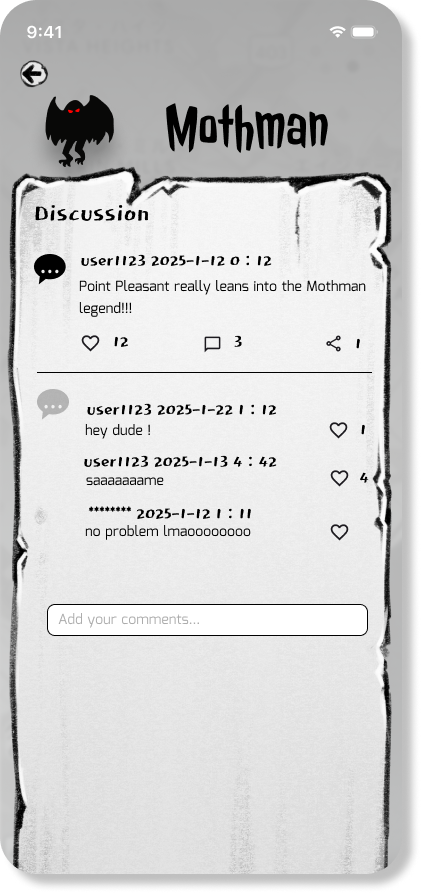 9:41
Mothman
Discussion
user1123 2025-1-12 0 : 12
Point Pleasant really leans into the Mothman
legend!!!
12 3 1
user1123 2025-1-22 1 : 12
hey dude ! 1
user1123 2025-1-13 4 : 42
saaaaaaame 4
******** 2025-1-12 1 : 11
no problem lmaoooooooo
Add your comments...